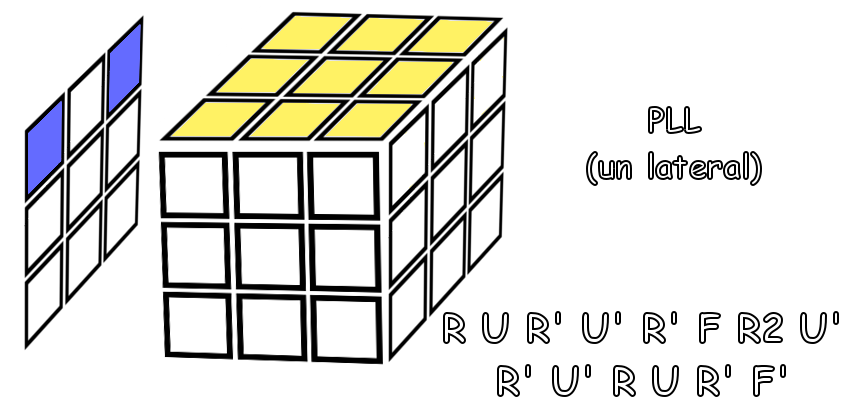 PLL
(un lateral)
R U R' U' R' F R2 U'
R' U' R U R' F'